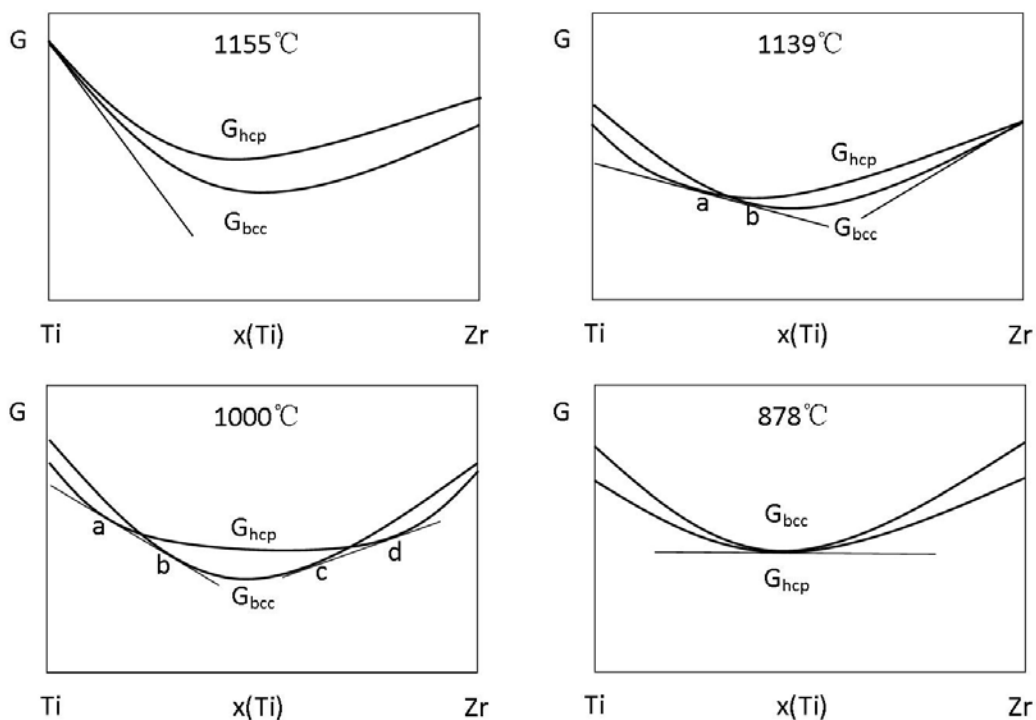 G
1155℃
G_hcp
G_bcc
Ti x(Ti) Zr
G
1139℃
G_hcp
a b
G_bcc
Ti x(Ti) Zr
G
1000℃
a
G_hcp
b c d
G_bcc
Ti x(Ti) Zr
G
878℃
G_bcc
G_hcp
Ti x(Ti) Zr